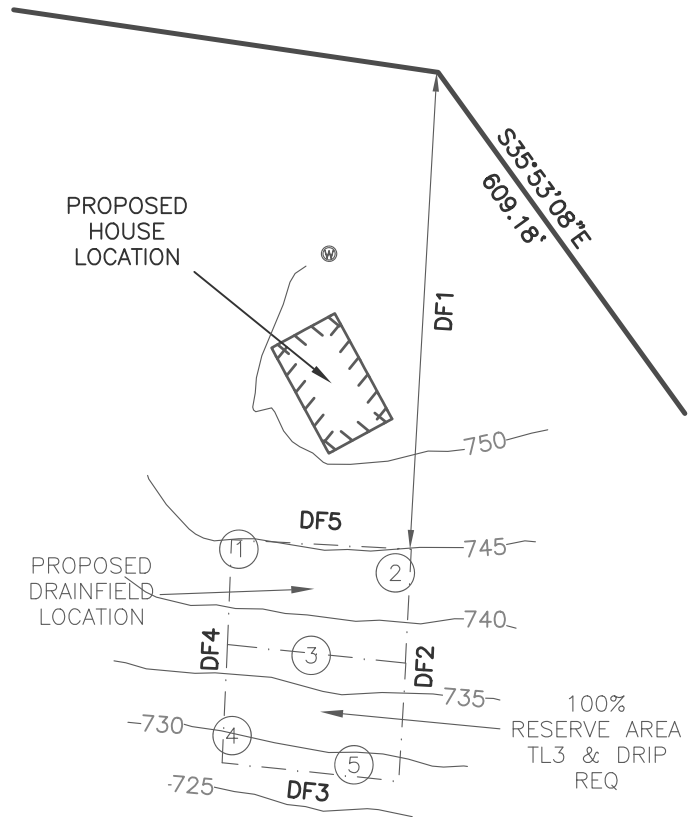 S35°53'08"E
609.18'
PROPOSED
HOUSE
LOCATION
W
DF1
750
DF5
745
1
2
PROPOSED
DRAINFIELD
LOCATION
740
DF4
3
DF2
735
100%
RESERVE AREA
TL3 & DRIP
REQ
730
4
5
725
DF3